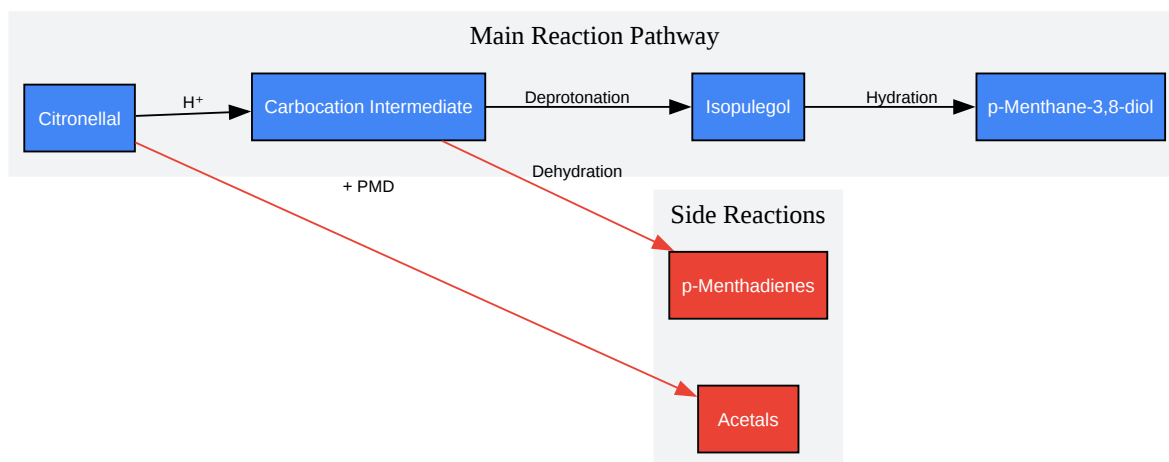 Main Reaction Pathway
Citronellal
H⁺
Carbocation Intermediate
Deprotonation
Isopulegol
Hydration
p-Menthane-3,8-diol
Dehydration
+ PMD
Side Reactions
p-Menthadienes
Acetals